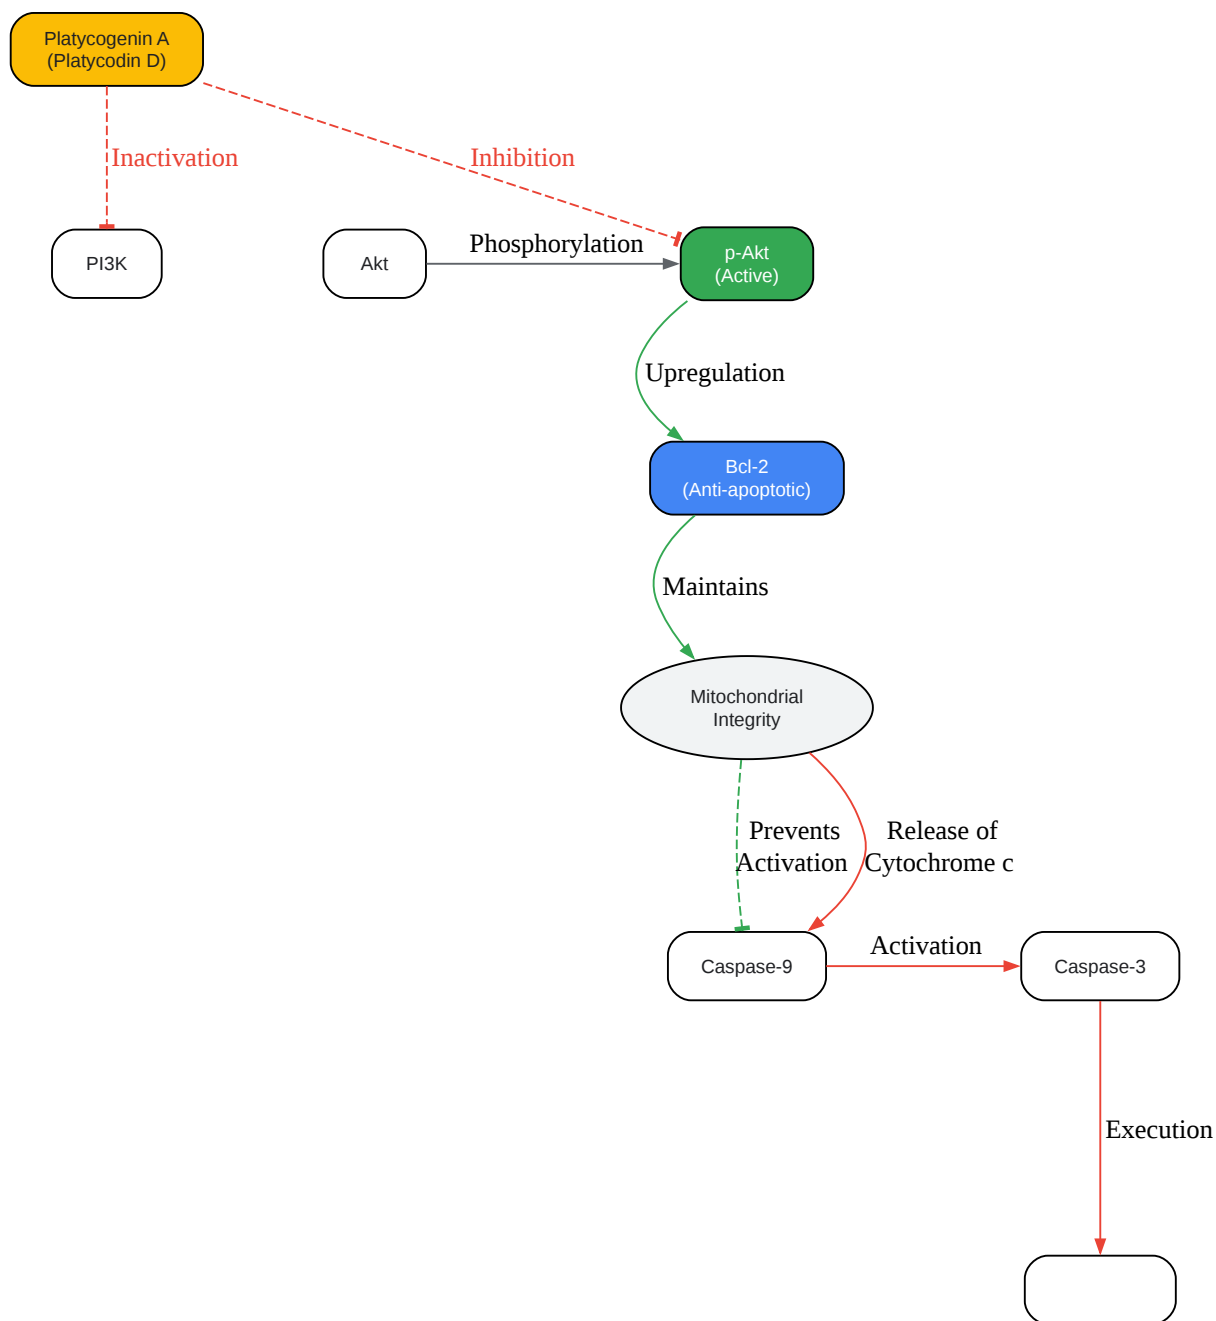 Platycogenin A
(Platycodin D)
Inactivation
Inhibition
PI3K
Akt
Phosphorylation
p-Akt
(Active)
Upregulation
Bcl-2
(Anti-apoptotic)
Maintains
Mitochondrial
Integrity
Prevents
Activation
Release of
Cytochrome c
Caspase-9
Activation
Caspase-3
Execution